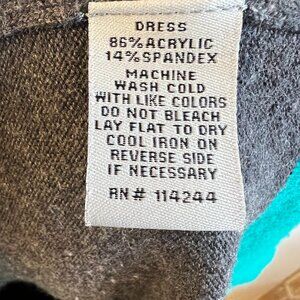 DRESS
86%ACRYLIC
14%SPANDEX
MACHINE
WASH COLD
WITH LIKE COLORS
DO NOT BLEACH
LAY FLAT TO DRY
COOL IRON ON
REVERSE SIDE
IF NECESSARY
RN# 114244